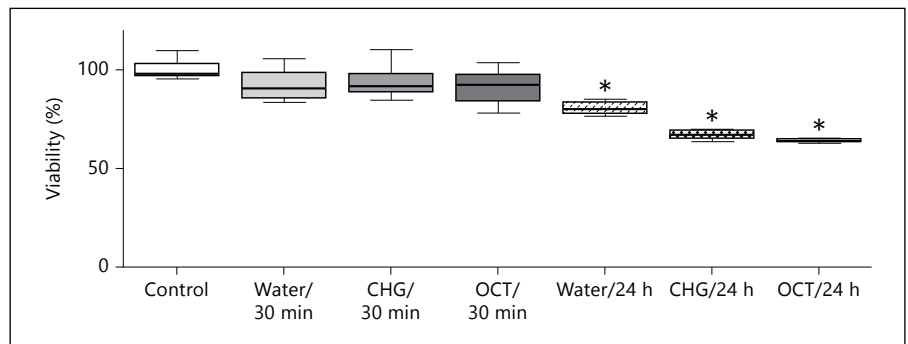 Viability (%)
100
50
0
*
*
*
Control
Water/
30 min
CHG/
30 min
OCT/
30 min
Water/24 h
CHG/24 h
OCT/24 h